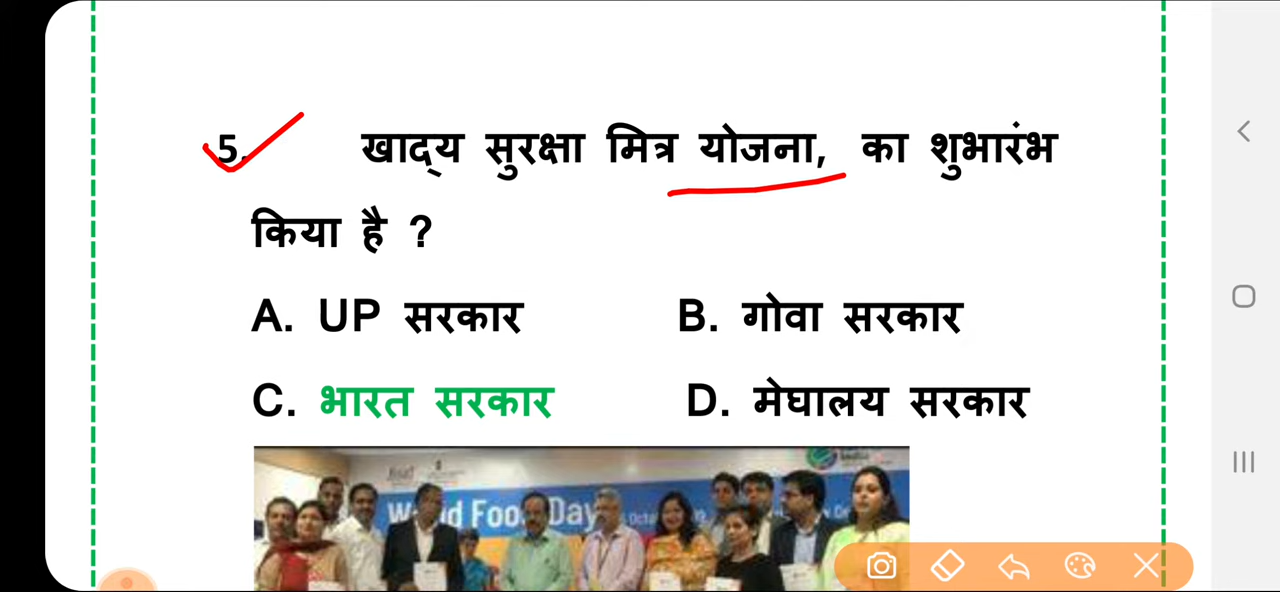 5. खाद्य सुरक्षा मित्र योजना, का शुभारंभ
किया है ?
A. UP सरकार B. गोवा सरकार
C. भारत सरकार D. मेघालय सरकार
World Food Day